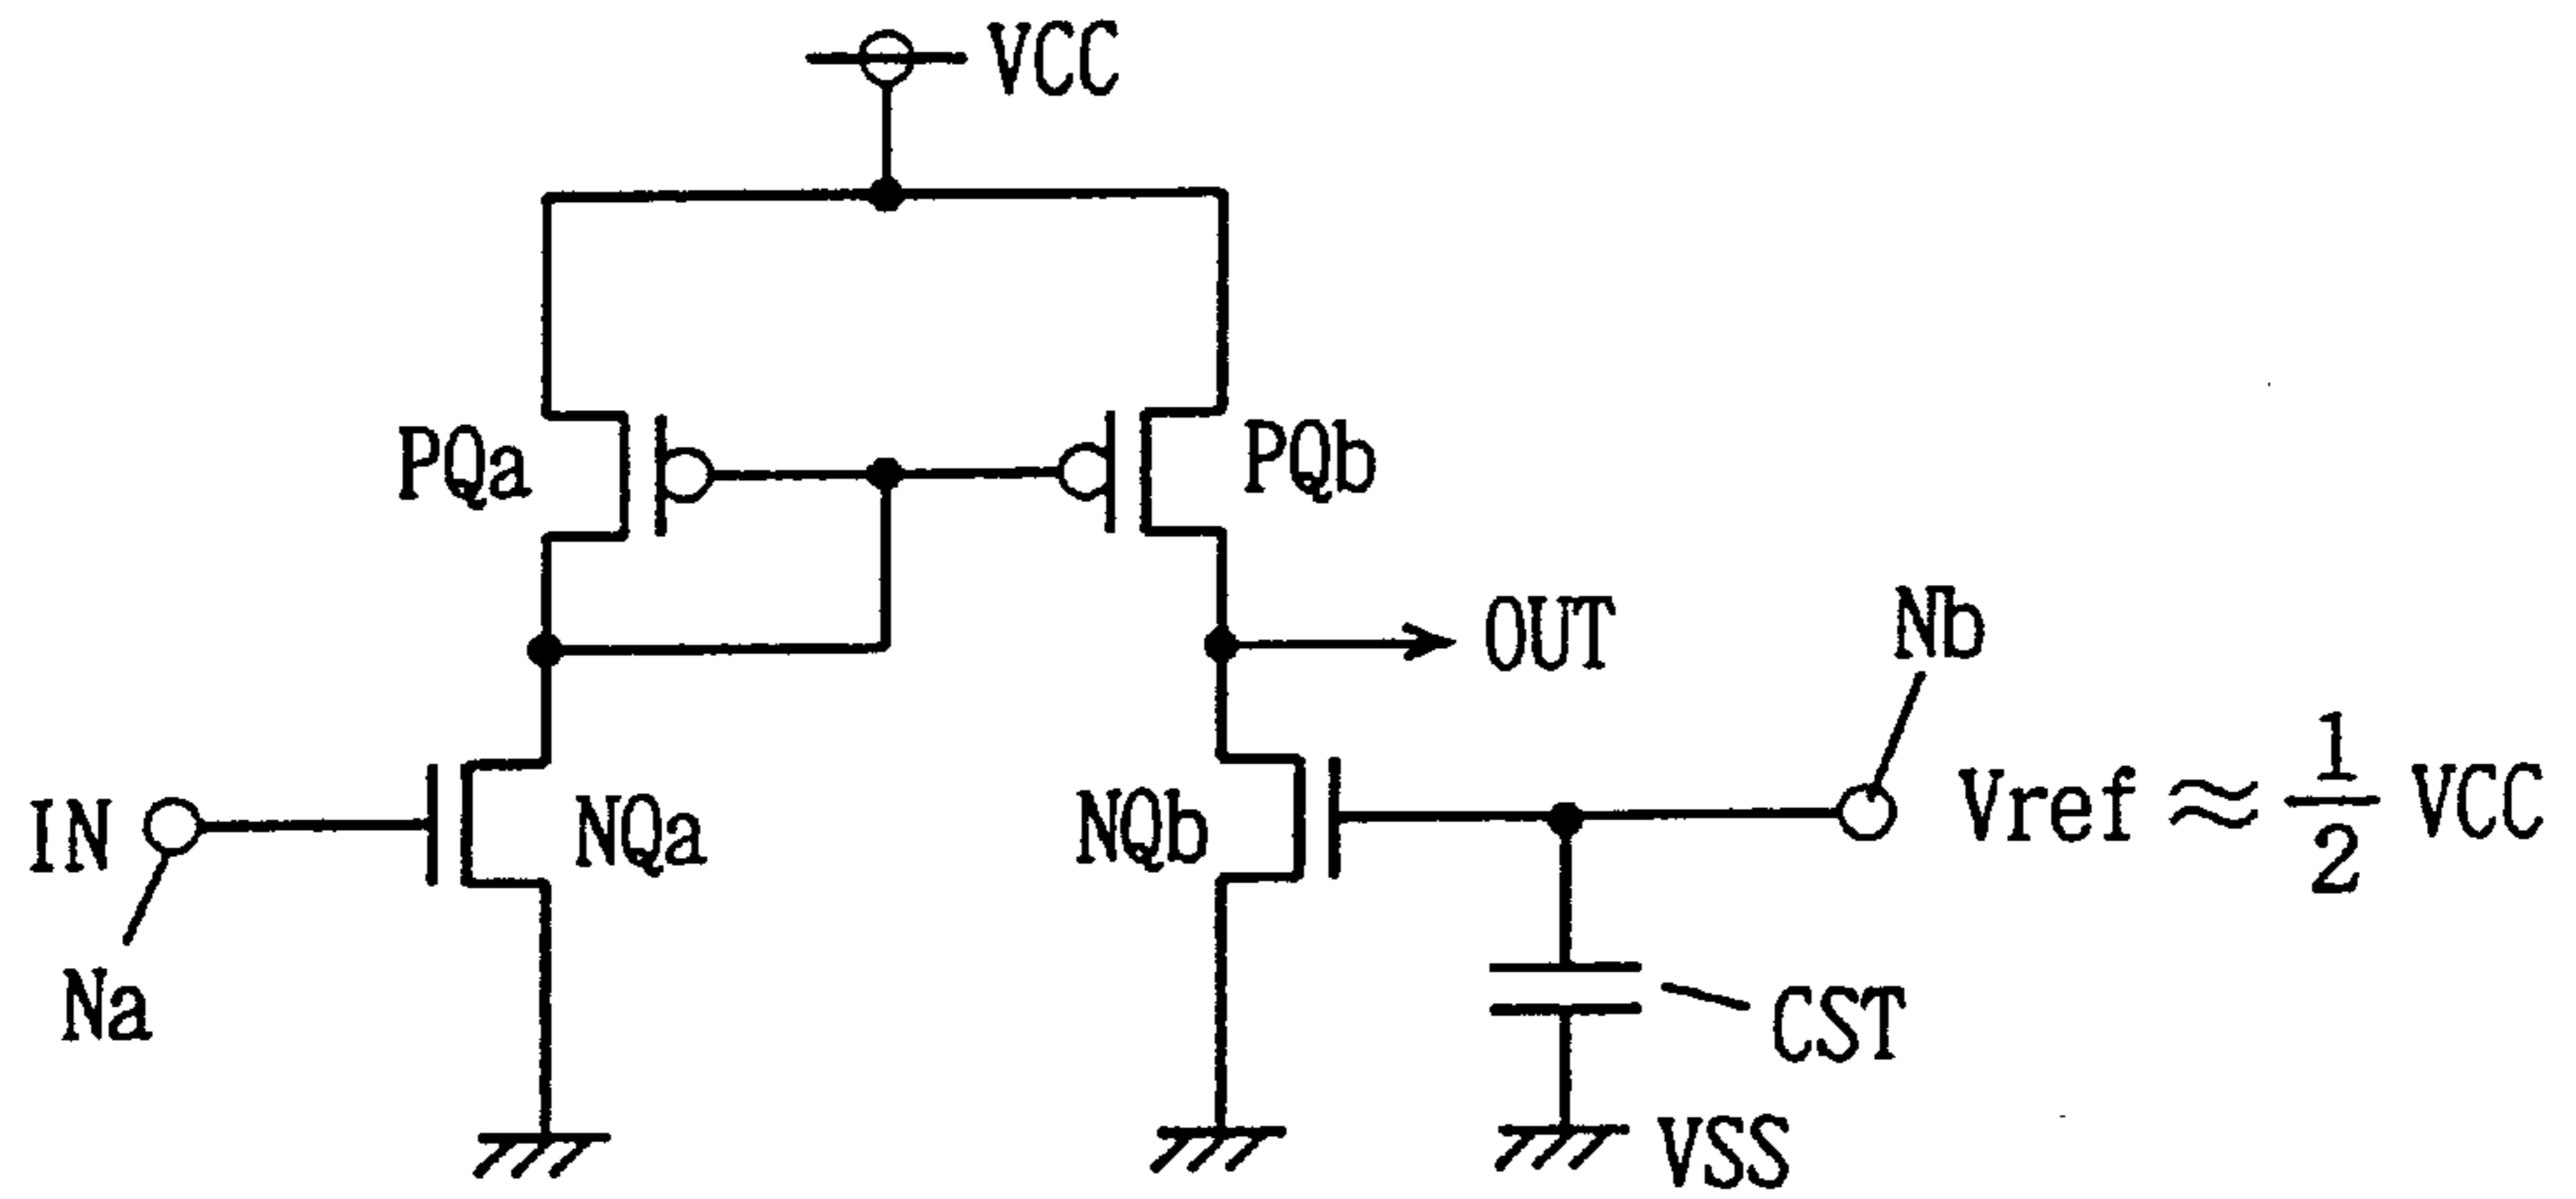 VCC
PQa
PQb
OUT
Nb
IN
NQa
NQb
Vref ≈ 1/2 VCC
Na
CST
VSS